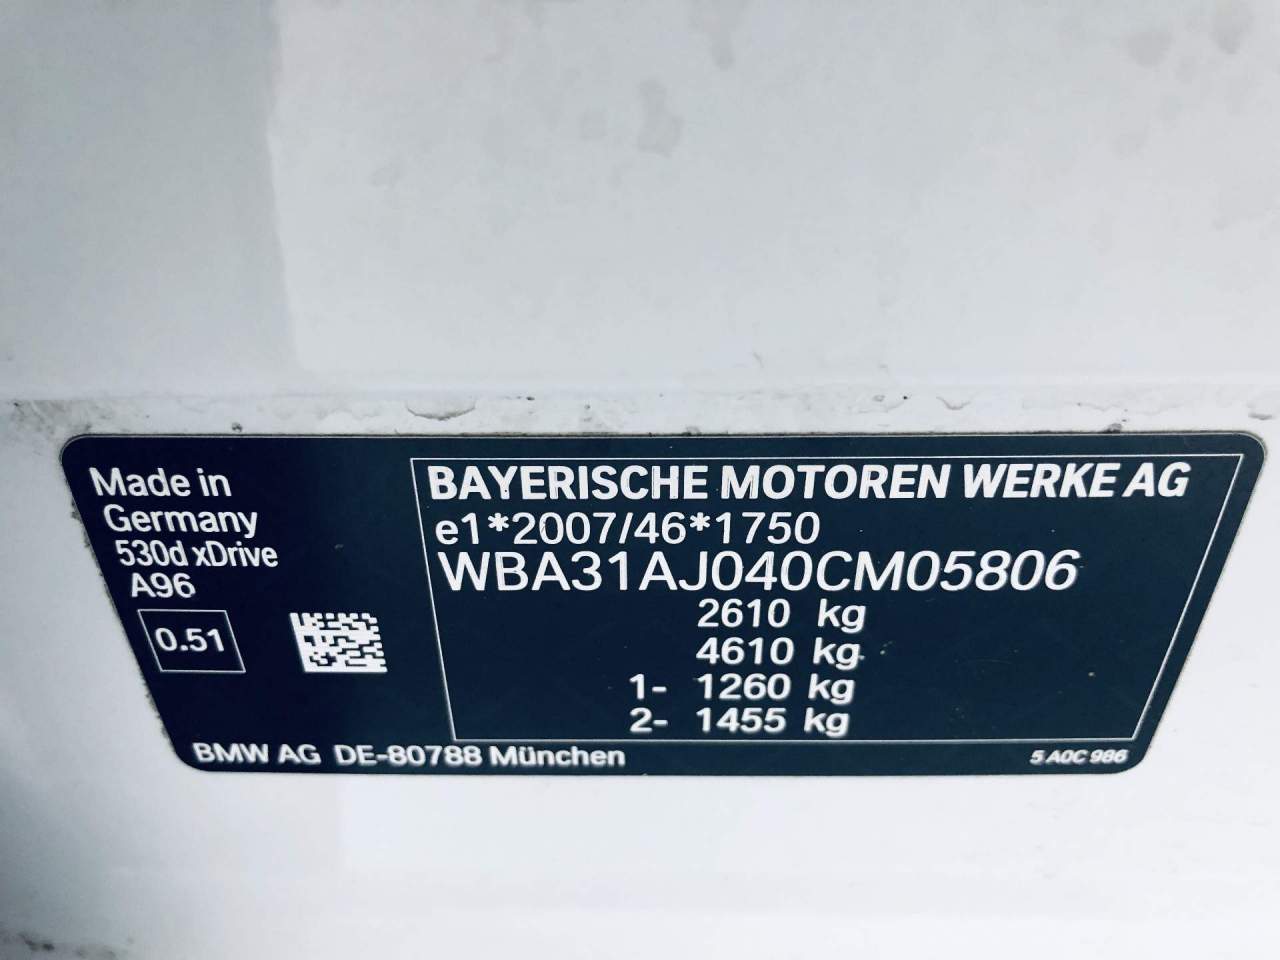 Made in
Germany
530d xDrive
A96
0.51
BAYERISCHE MOTOREN WERKE AG
e1*2007/46*1750
WBA31AJ040CM05806
2610 kg
4610 kg
1- 1260 kg
2- 1455 kg
BMW AG DE-80788 München
5 A0C 986